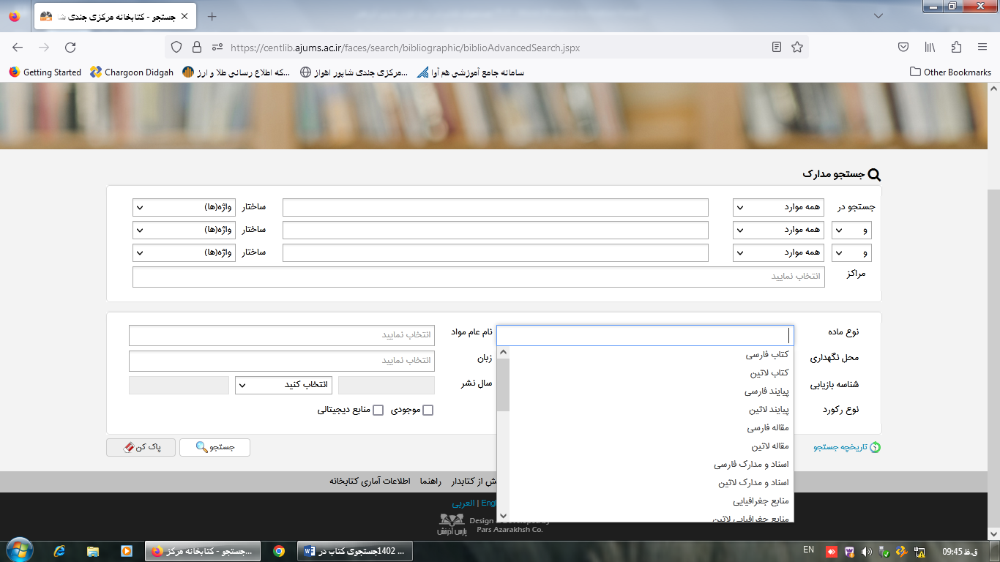 جستجو - کتابخانه مرکزی جندی شا
https://centlib.ajums.ac.ir/faces/search/bibliographic/biblioAdvancedSearch.jspx
Getting Started
Chargoon Didgah
که اطلاع رسانی طلا و ارز...
مرکزی جندی شاپور اهواز...
سامانه جامع آموزشی هم آوا
Other Bookmarks
جستجو مدارک
جستجو در همه موارد ساختار واژه(ها)
و همه موارد ساختار واژه(ها)
و همه موارد ساختار واژه(ها)
مراکز انتخاب نمایید
نوع ماده نام عام مواد انتخاب نمایید
محل نگهداری زبان انتخاب نمایید
شناسه بازیابی سال نشر انتخاب کنید
نوع رکورد موجودی منابع دیجیتالی
کتاب فارسی
کتاب لاتین
پیایند فارسی
پیایند لاتین
مقاله فارسی
مقاله لاتین
اسناد و مدارک فارسی
اسناد و مدارک لاتین
منابع جغرافیایی
منابع جغرافیایی لاتین
تاریخچه جستجو جستجو پاک کن
ش از کتابدار راهنما اطلاعات آماری کتابخانه
Engl | العربی
Pars Azarakhsh Co.
پارس آذرخش
جستجو - کتابخانه مرکز...
1402جستجوی کتاب در ...
EN
09:45 ق.ظ